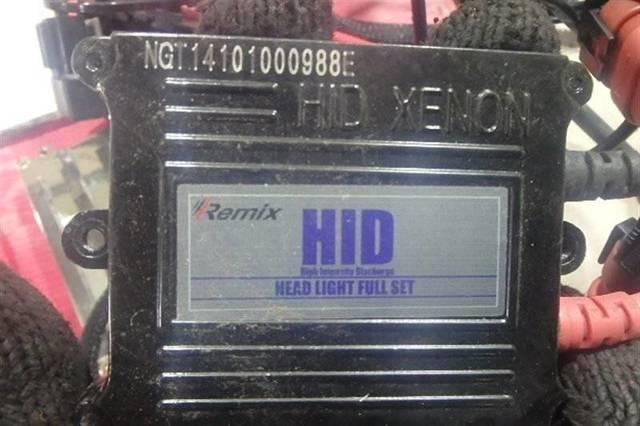 NGT14101000988E
HID XENON
Remix
HID
High Intensity Discharge
HEAD LIGHT FULL SET